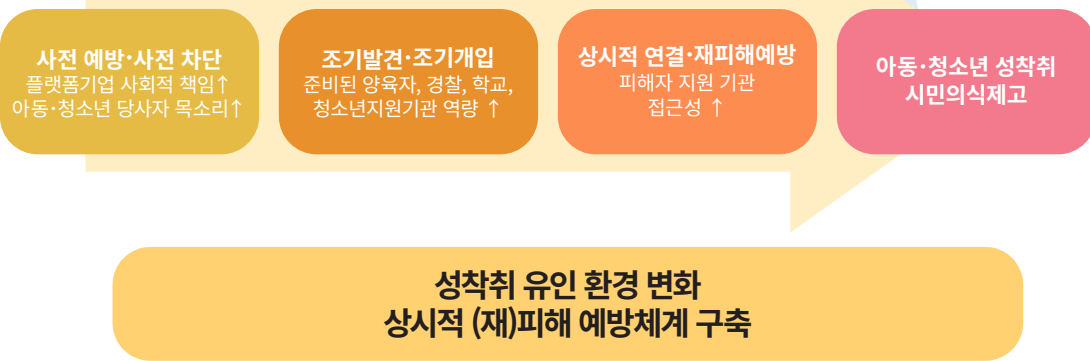 사전 예방·사전 차단
플랫폼기업 사회적 책임↑
아동·청소년 당사자 목소리↑
조기발견·조기개입
준비된 양육자, 경찰, 학교,
청소년지원기관 역량 ↑
상시적 연결·재피해예방
피해자 지원 기관
접근성 ↑
아동·청소년 성착취
시민의식제고
성착취 유인 환경 변화
상시적 (재)피해 예방체계 구축